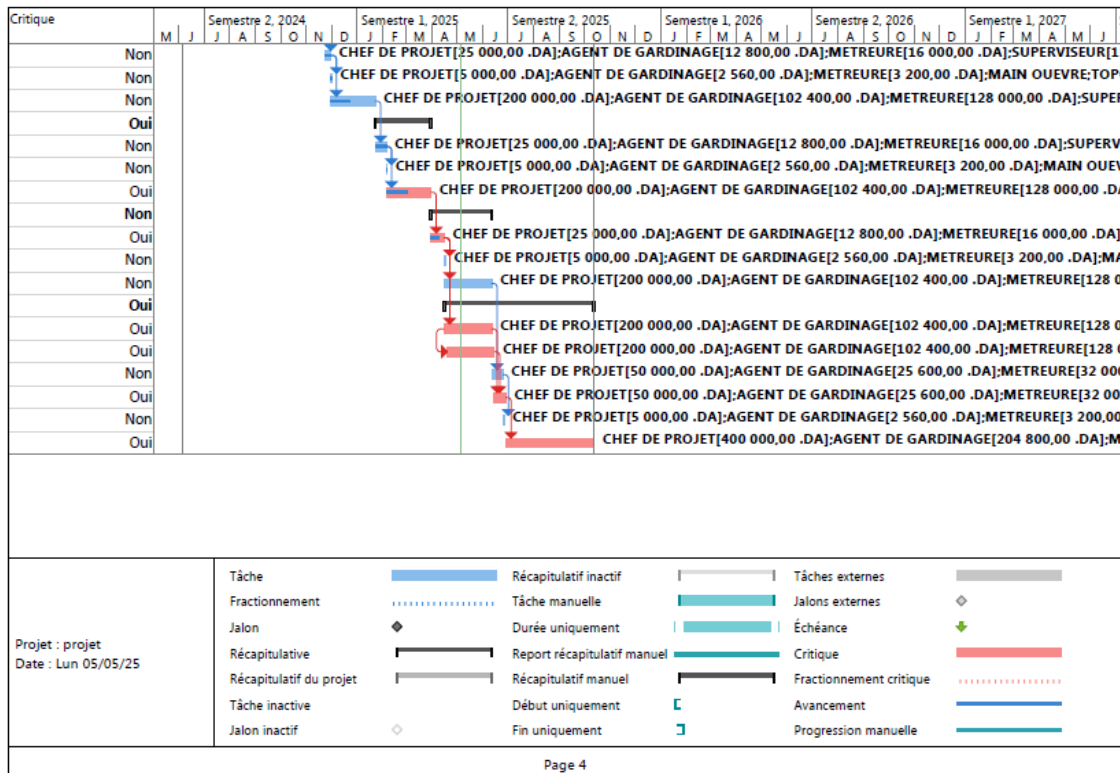 Critique
Semestre 2, 2024 Semestre 1, 2025 Semestre 2, 2025 Semestre 1, 2026 Semestre 2, 2026 Semestre 1, 2027
M J J A S O N D J F M A M J J A S O N D J F M A M J J A S O N D J F M A M J
Non CHEF DE PROJET[25 000,00 .DA];AGENT DE GARDINAGE[12 800,00 .DA];METREURE[16 000,00 .DA];SUPERVISEUR[1
Non CHEF DE PROJET[5 000,00 .DA];AGENT DE GARDINAGE[2 560,00 .DA];METREURE[3 200,00 .DA];MAIN OUEVRE;TOP
Non CHEF DE PROJET[200 000,00 .DA];AGENT DE GARDINAGE[102 400,00 .DA];METREURE[128 000,00 .DA];SUPE
Oui
Non CHEF DE PROJET[25 000,00 .DA];AGENT DE GARDINAGE[12 800,00 .DA];METREURE[16 000,00 .DA];SUPERV
Non CHEF DE PROJET[5 000,00 .DA];AGENT DE GARDINAGE[2 560,00 .DA];METREURE[3 200,00 .DA];MAIN OUEV
Oui CHEF DE PROJET[200 000,00 .DA];AGENT DE GARDINAGE[102 400,00 .DA];METREURE[128 000,00 .DA
Non
Oui CHEF DE PROJET[25 000,00 .DA];AGENT DE GARDINAGE[12 800,00 .DA];METREURE[16 000,00 .DA]
Non CHEF DE PROJET[5 000,00 .DA];AGENT DE GARDINAGE[2 560,00 .DA];METREURE[3 200,00 .DA];MA
Non CHEF DE PROJET[200 000,00 .DA];AGENT DE GARDINAGE[102 400,00 .DA];METREURE[128 0
Oui
Oui CHEF DE PROJET[200 000,00 .DA];AGENT DE GARDINAGE[102 400,00 .DA];METREURE[128 0
Oui CHEF DE PROJET[200 000,00 .DA];AGENT DE GARDINAGE[102 400,00 .DA];METREURE[128
Non CHEF DE PROJET[50 000,00 .DA];AGENT DE GARDINAGE[25 600,00 .DA];METREURE[32 000
Oui CHEF DE PROJET[50 000,00 .DA];AGENT DE GARDINAGE[25 600,00 .DA];METREURE[32 00
Non CHEF DE PROJET[5 000,00 .DA];AGENT DE GARDINAGE[2 560,00 .DA];METREURE[3 200,00
Oui CHEF DE PROJET[400 000,00 .DA];AGENT DE GARDINAGE[204 800,00 .DA];M
Projet : projet
Date : Lun 05/05/25
Tâche Récapitulatif inactif Tâches externes
Fractionnement Tâche manuelle Jalons externes
Jalon Durée uniquement Échéance
Récapitulative Report récapitulatif manuel Critique
Récapitulatif du projet Récapitulatif manuel Fractionnement critique
Tâche inactive Début uniquement Avancement
Jalon inactif Fin uniquement Progression manuelle
Page 4